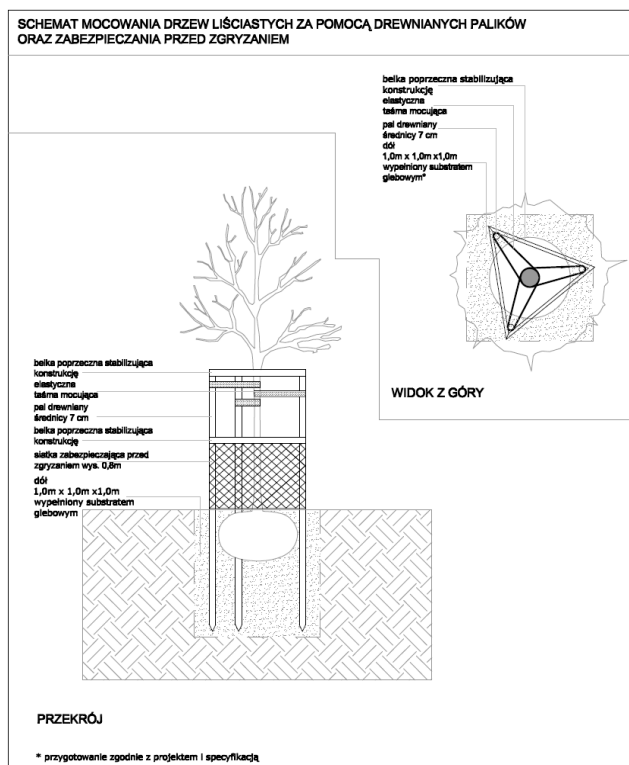 SCHEMAT MOCOWANIA DRZEW LIŚCIASTYCH ZA POMOCĄ DREWNIANYCH PALIKÓW
ORAZ ZABEZPIECZANIA PRZED ZGRYZANIEM
belka poprzeczna stabilizująca
konstrukcję
elastyczna
taśma mocująca
pal drewniany
średnicy 7 cm
dół
1,0m x 1,0m x1,0m
wypełniony substratem
glebowym*
WIDOK Z GÓRY
belka poprzeczna stabilizująca
konstrukcję
elastyczna
taśma mocująca
pal drewniany
średnicy 7 cm
belka poprzeczna stabilizująca
konstrukcję
siatka zabezpieczająca przed
zgryzaniem wys. 0,8m
dół
1,0m x 1,0m x1,0m
wypełniony substratem
glebowym
PRZEKRÓJ
* przygotowanie zgodnie z projektem i specyfikacją